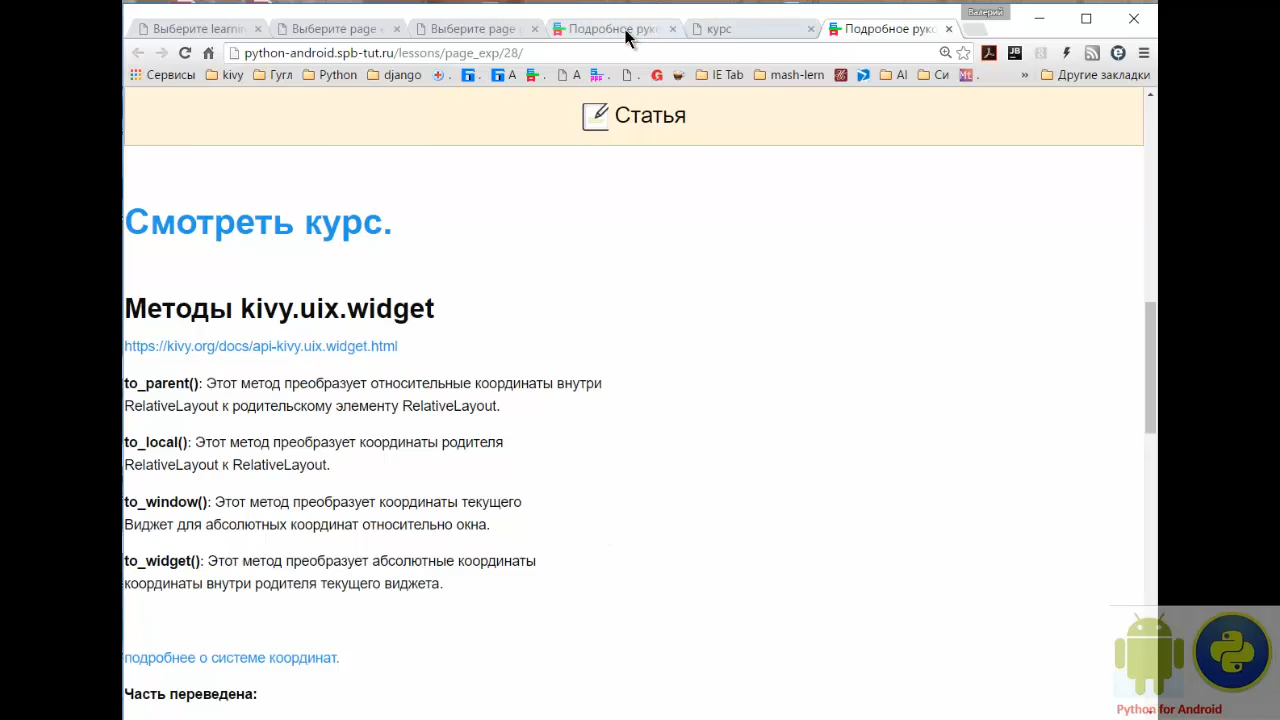 Валерий
Выберите learnin
Выберите page
Выберите page
Подробное рук
курс
Подробное рукс
python-android.spb-tut.ru/lessons/page_exp/28/
Сервисы kivy Гугл Python django . A . A . . IE Tab mash-lern AI Си . » Другие закладки
Статья
Смотреть курс.
Методы kivy.uix.widget
https://kivy.org/docs/api-kivy.uix.widget.html
to_parent(): Этот метод преобразует относительные координаты внутри
RelativeLayout к родительскому элементу RelativeLayout.
to_local(): Этот метод преобразует координаты родителя
RelativeLayout к RelativeLayout.
to_window(): Этот метод преобразует координаты текущего
Виджет для абсолютных координат относительно окна.
to_widget(): Этот метод преобразует абсолютные координаты
координаты внутри родителя текущего виджета.
подробнее о системе координат.
Часть переведена:
Python for Android